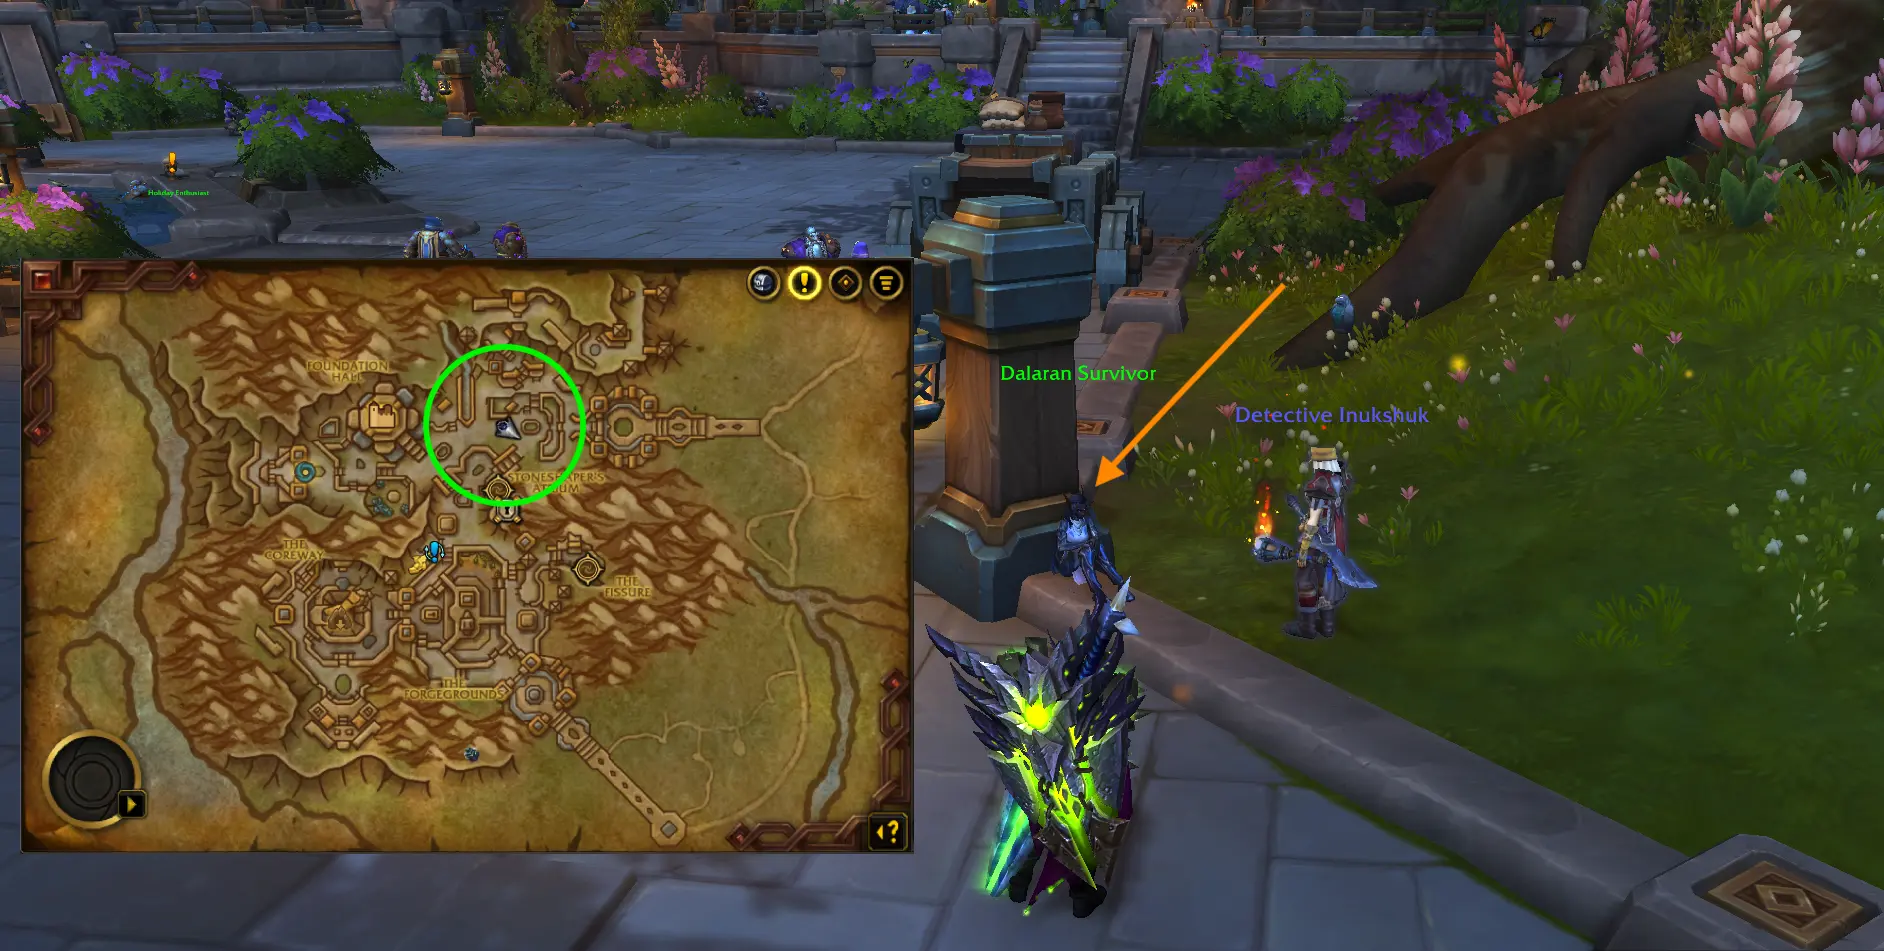 Holiday Enthusiast
Dalaran Survivor
Detective Inukshuk
FOUNDATION
HALL
STONESHAPER'S
ATRIUM
THE
COREWAY
THE
FISSURE
THE
FORGEGROUNDS